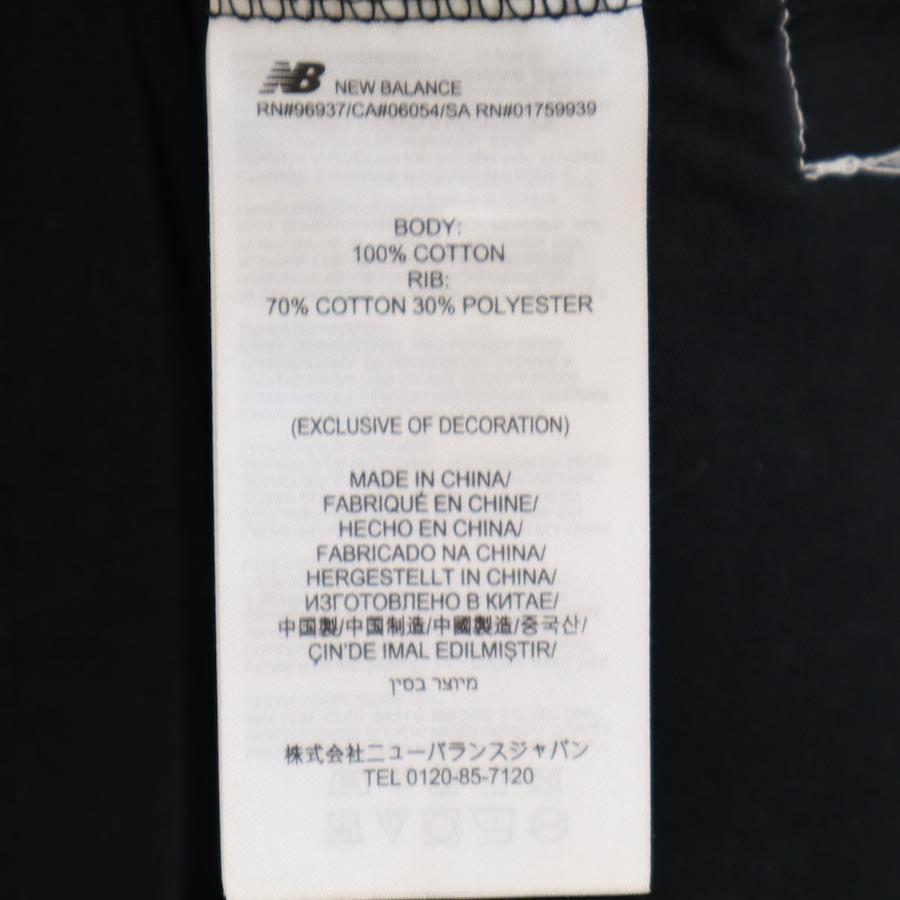 NB NEW BALANCE
RN#96937/CA#06054/SA RN#01759939
BODY:
100% COTTON
RIB:
70% COTTON 30% POLYESTER
(EXCLUSIVE OF DECORATION)
MADE IN CHINA/
FABRIQUÉ EN CHINE/
HECHO EN CHINA/
FABRICADO NA CHINA/
HERGESTELLT IN CHINA/
ИЗГОТОВЛЕНО В КИТАЕ/
中国製/中国制造/中國製造/중국산/
ÇIN'DE IMAL EDILMIŞTIR/
מיוצר בסין
株式会社ニューバランスジャパン
TEL 0120-85-7120